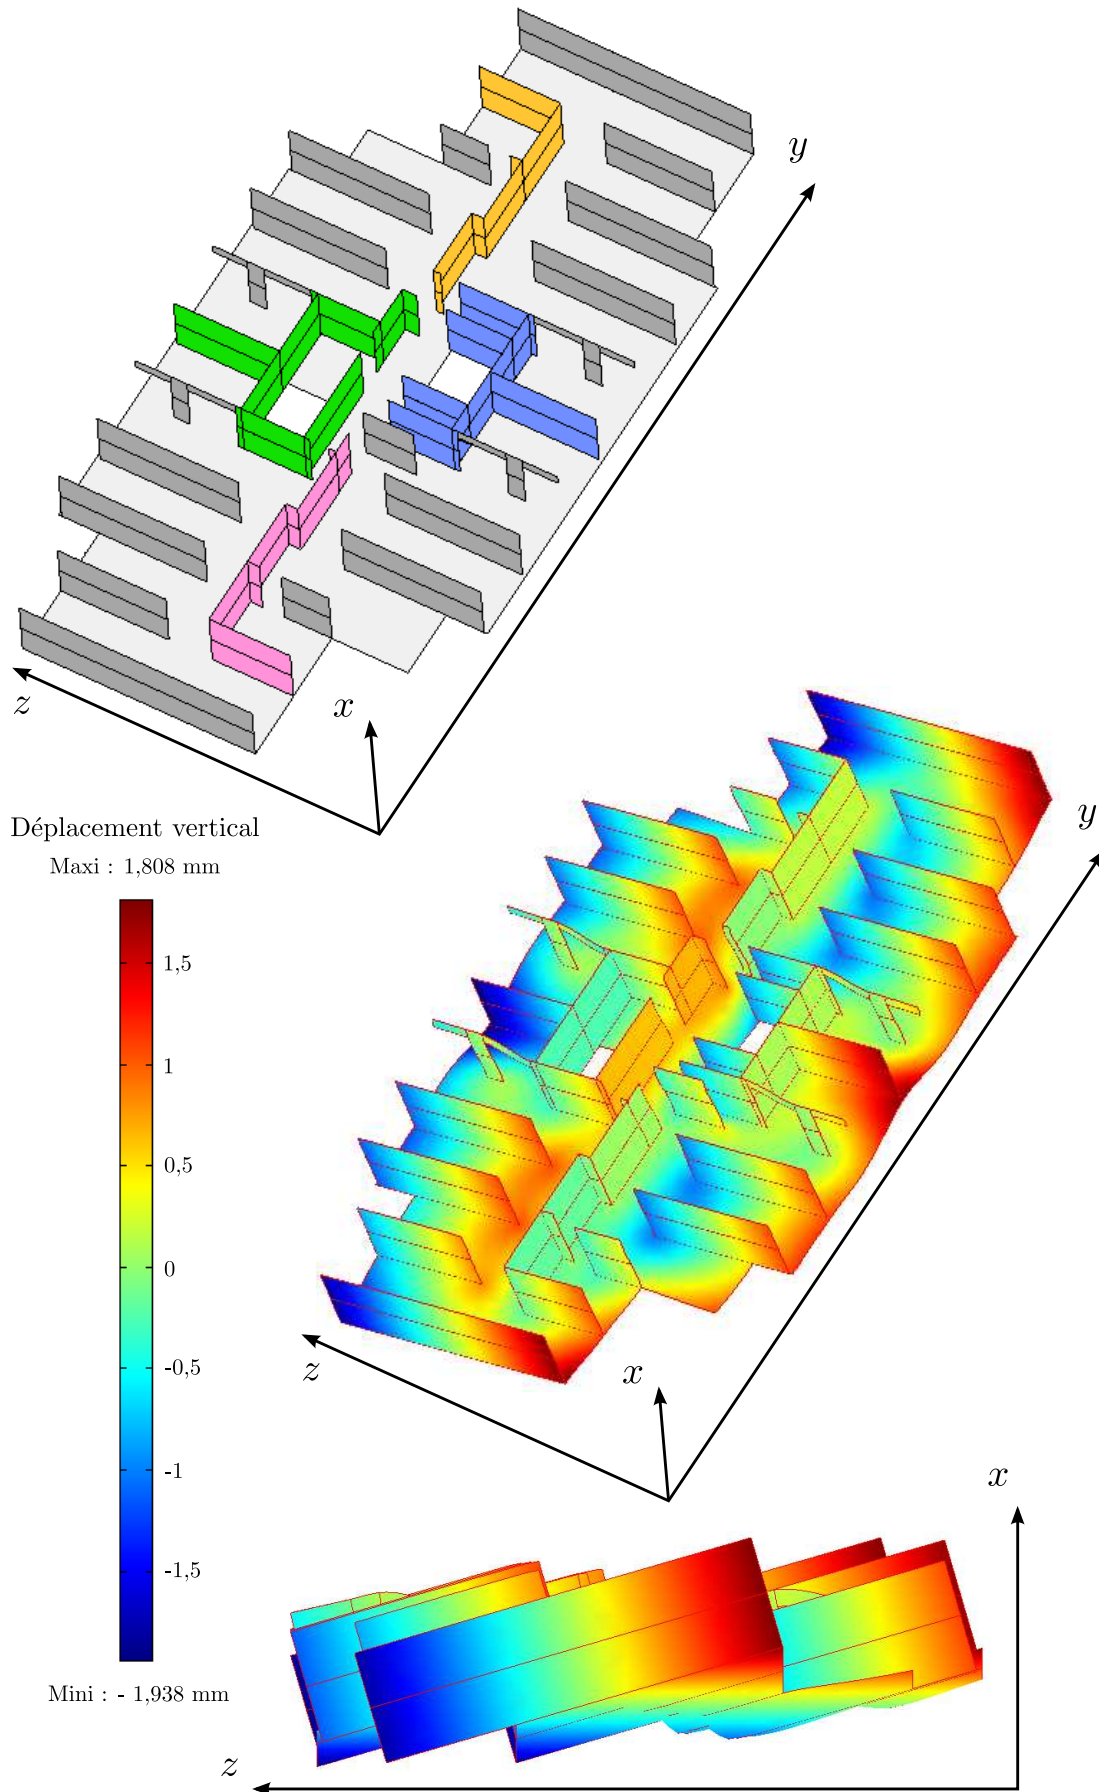 y
z
x
Déplacement vertical
Maxi : 1,808 mm
y
1,5
1
0,5
0
-0,5
-1
-1,5
z
x
Mini : - 1,938 mm
x
z